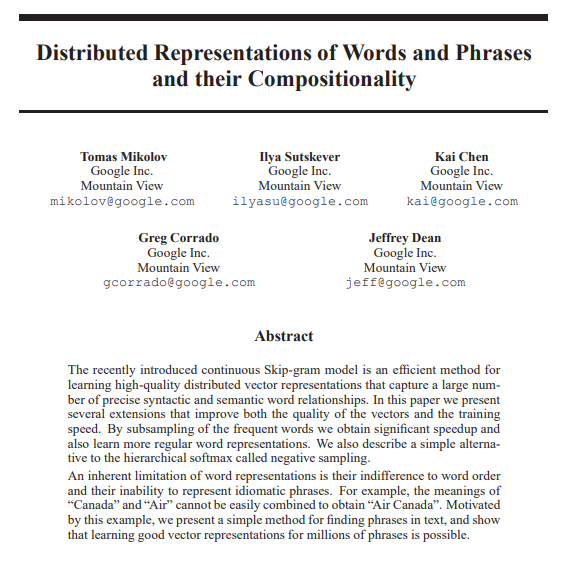 Distributed Representations of Words and Phrases
and their Compositionality
Tomas Mikolov
Google Inc.
Mountain View
mikolov@google.com
Ilya Sutskever
Google Inc.
Mountain View
ilyasu@google.com
Kai Chen
Google Inc.
Mountain View
kai@google.com
Greg Corrado
Google Inc.
Mountain View
gcorrado@google.com
Jeffrey Dean
Google Inc.
Mountain View
jeff@google.com
Abstract
The recently introduced continuous Skip-gram model is an efficient method for
learning high-quality distributed vector representations that capture a large num-
ber of precise syntactic and semantic word relationships. In this paper we present
several extensions that improve both the quality of the vectors and the training
speed. By subsampling of the frequent words we obtain significant speedup and
also learn more regular word representations. We also describe a simple alterna-
tive to the hierarchical softmax called negative sampling.
An inherent limitation of word representations is their indifference to word order
and their inability to represent idiomatic phrases. For example, the meanings of
“Canada” and “Air” cannot be easily combined to obtain “Air Canada”. Motivated
by this example, we present a simple method for finding phrases in text, and show
that learning good vector representations for millions of phrases is possible.